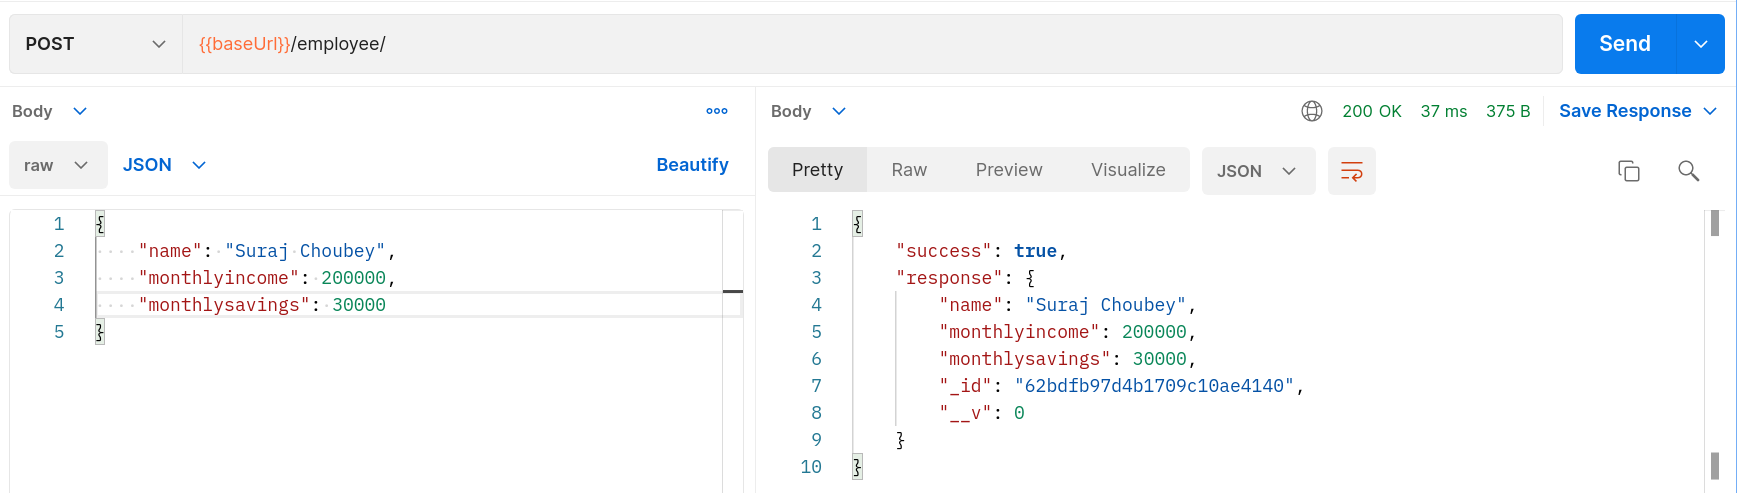 POST {{baseUrl}}/employee/ Send
Body Body 200 OK 37 ms 375 B Save Response
raw JSON Beautify Pretty Raw Preview Visualize JSON
1 {
2 "name": "Suraj Choubey",
3 "monthlyincome": 200000,
4 "monthlysavings": 30000
5 }
1 {
2 "success": true,
3 "response": {
4 "name": "Suraj Choubey",
5 "monthlyincome": 200000,
6 "monthlysavings": 30000,
7 "_id": "62bdfb97d4b1709c10ae4140",
8 "__v": 0
9 }
10 }